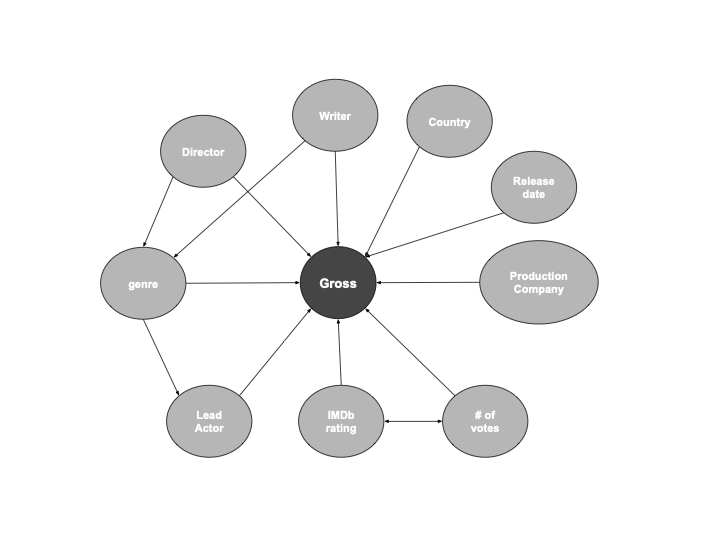 Writer
Country
Director
Release
date
Production
Company
genre
Gross
Lead
Actor
IMDb
rating
# of
votes